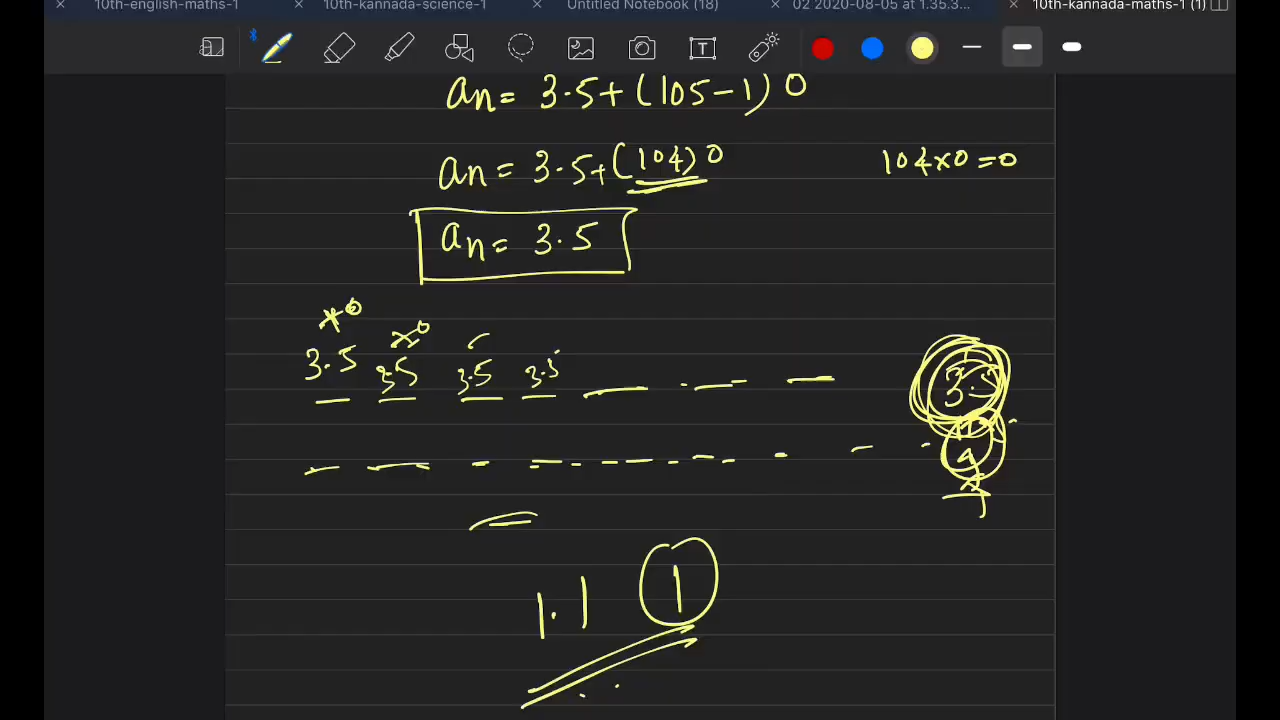 10th-english-maths-1 10th-kannada-science-1 Untitled Notebook (18) 02 2020-08-05 at 1.35.3... 10th-kannada-maths-1 (1)
an = 3.5+(105-1) 0
an = 3.5+(104) 0 104×0=0
an = 3.5
3.5 3.5 3.5 3.5 3.5
1.1 1